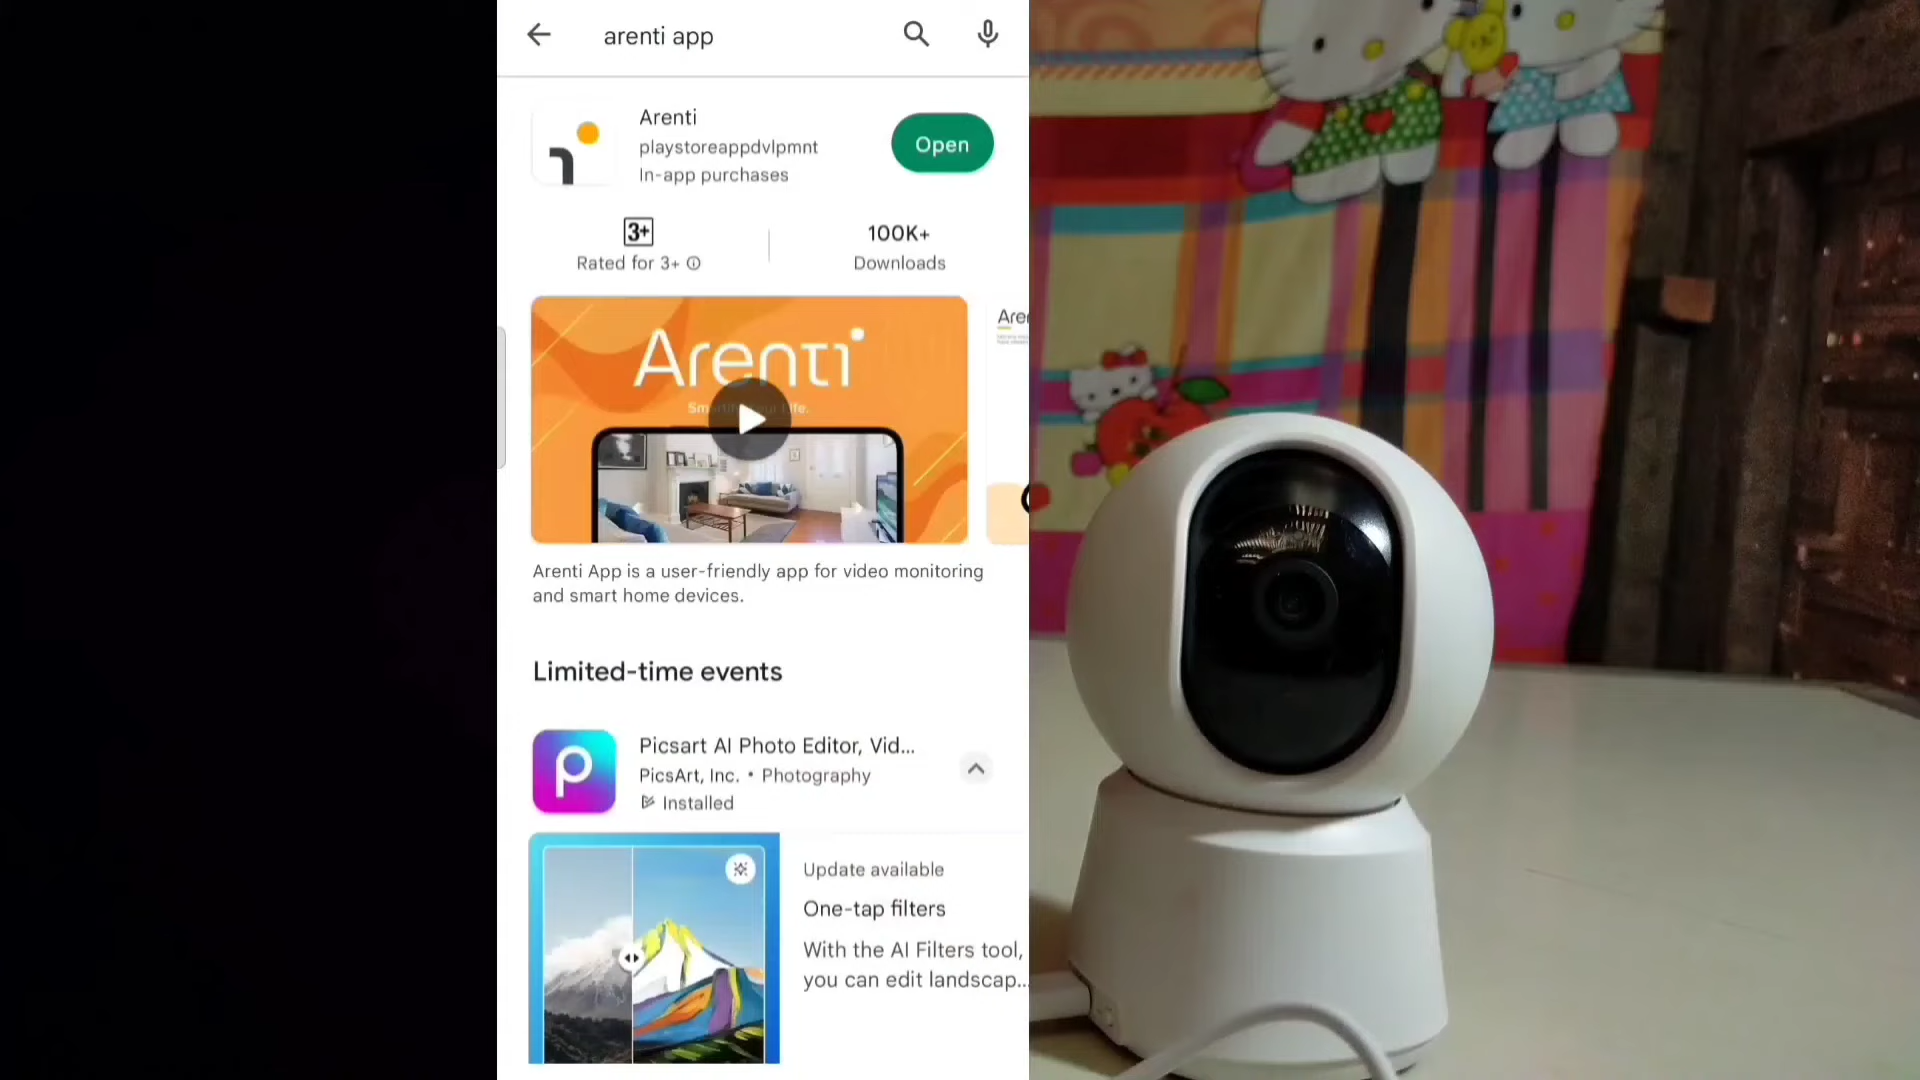 arenti app
Arenti
playstoreappdvlpmnt
In-app purchases
Open
3+
Rated for 3+
100K+
Downloads
Arenti
Arenti App is a user-friendly app for video monitoring
and smart home devices.
Limited-time events
Picsart AI Photo Editor, Vid...
PicsArt, Inc. • Photography
Installed
Update available
One-tap filters
With the AI Filters tool,
you can edit landscap...